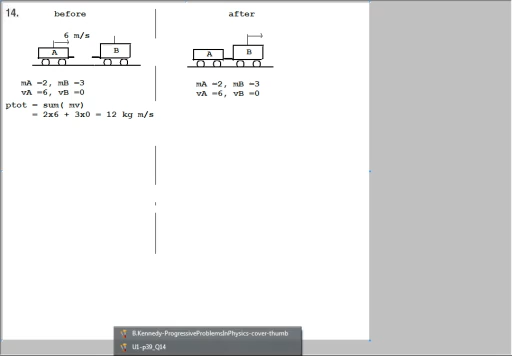 14.
before
after
6 m/s
A
B
A
B
mA =2, mB =3
vA =6, vB =0
mA =2, mB =3
vA =6, vB =0
ptot = sum( mv)
= 2x6 + 3x0 = 12 kg m/s
B.Kennedy-ProgressiveProblemsInPhysics-cover-thumb
U1-p39_Q14